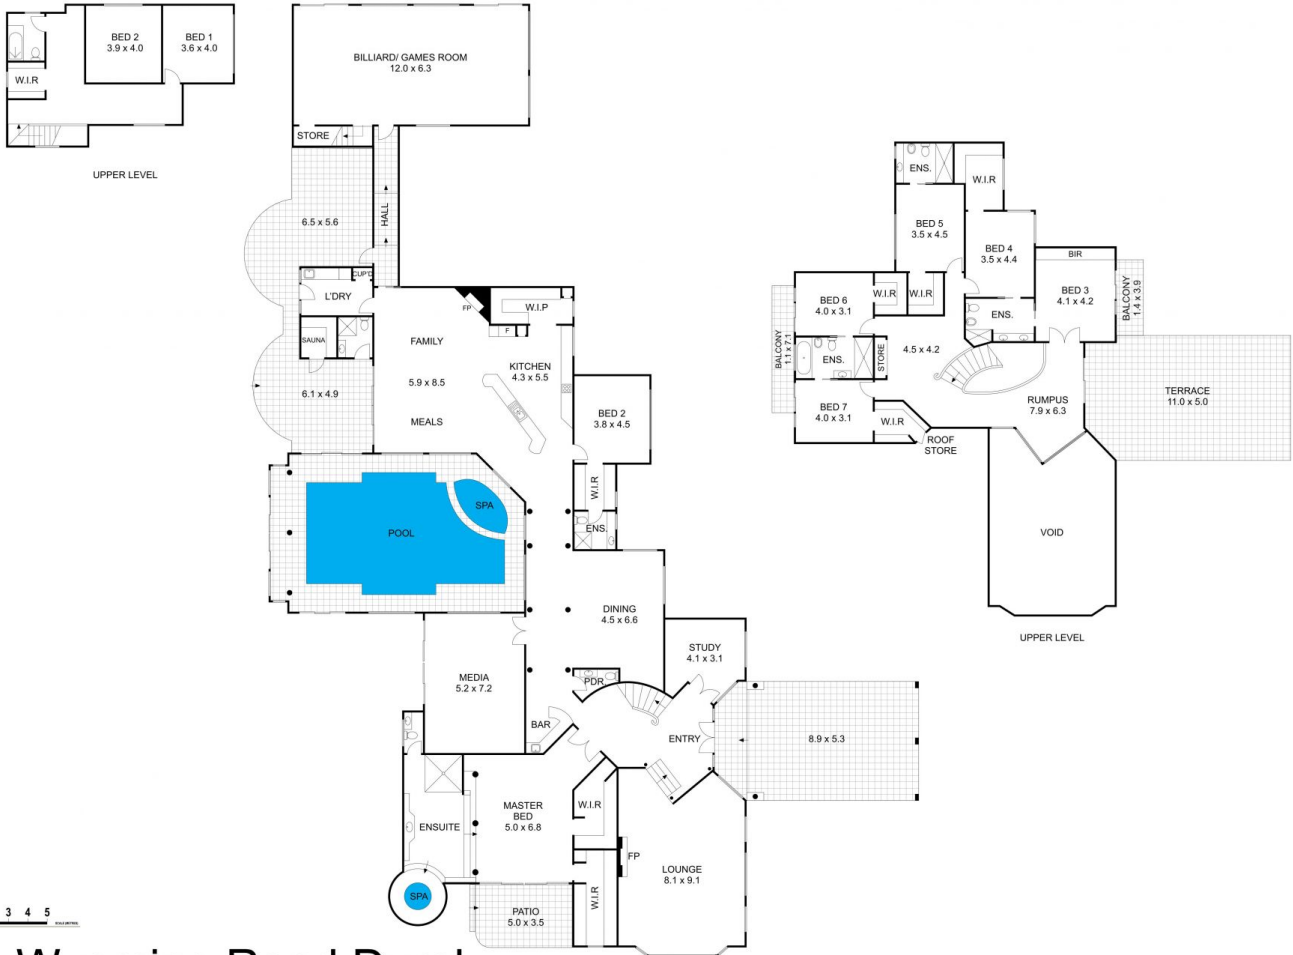 BED 2
3.9 x 4.0
BED 1
3.6 x 4.0
W.I.R
UPPER LEVEL
BILLIARD/ GAMES ROOM
12.0 x 6.3
STORE
HALL
6.5 x 5.6
CUP'D
L'DRY
SAUNA
6.1 x 4.9
FP
W.I.P
F
FAMILY
5.9 x 8.5
MEALS
KITCHEN
4.3 x 5.5
BED 2
3.8 x 4.5
W.I.R
ENS.
SPA
POOL
DINING
4.5 x 6.6
STUDY
4.1 x 3.1
MEDIA
5.2 x 7.2
PDR.
BAR
ENTRY
8.9 x 5.3
MASTER
BED
5.0 x 6.8
W.I.R
ENSUITE
FP
LOUNGE
8.1 x 9.1
SPA
W.I.R
PATIO
5.0 x 3.5
ENS.
W.I.R
BED 5
3.5 x 4.5
BED 4
3.5 x 4.4
BIR
BED 3
4.1 x 4.2
BALCONY
1.4 x 3.9
BED 6
4.0 x 3.1
W.I.R
W.I.R
ENS.
BALCONY
1.1 x 7.1
ENS.
STORE
4.5 x 4.2
BED 7
4.0 x 3.1
W.I.R
ROOF
STORE
RUMPUS
7.9 x 6.3
TERRACE
11.0 x 5.0
VOID
UPPER LEVEL
3 4 5